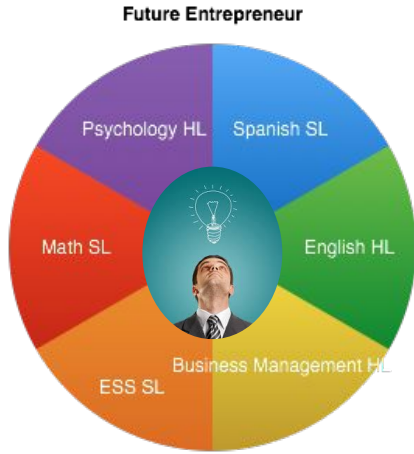 Future Entrepreneur
Psychology HL
Spanish SL
Math SL
English HL
Business Management HL
ESS SL